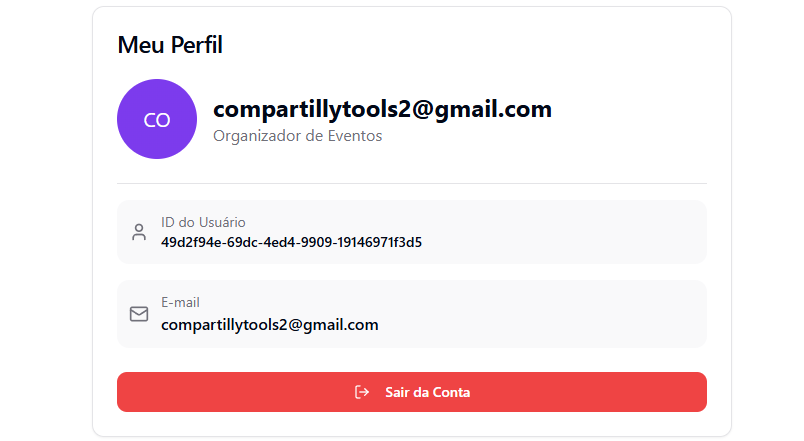 Meu Perfil
CO
compartillytools2@gmail.com
Organizador de Eventos
ID do Usuário
49d2f94e-69dc-4ed4-9909-19146971f3d5
E-mail
compartillytools2@gmail.com
Sair da Conta